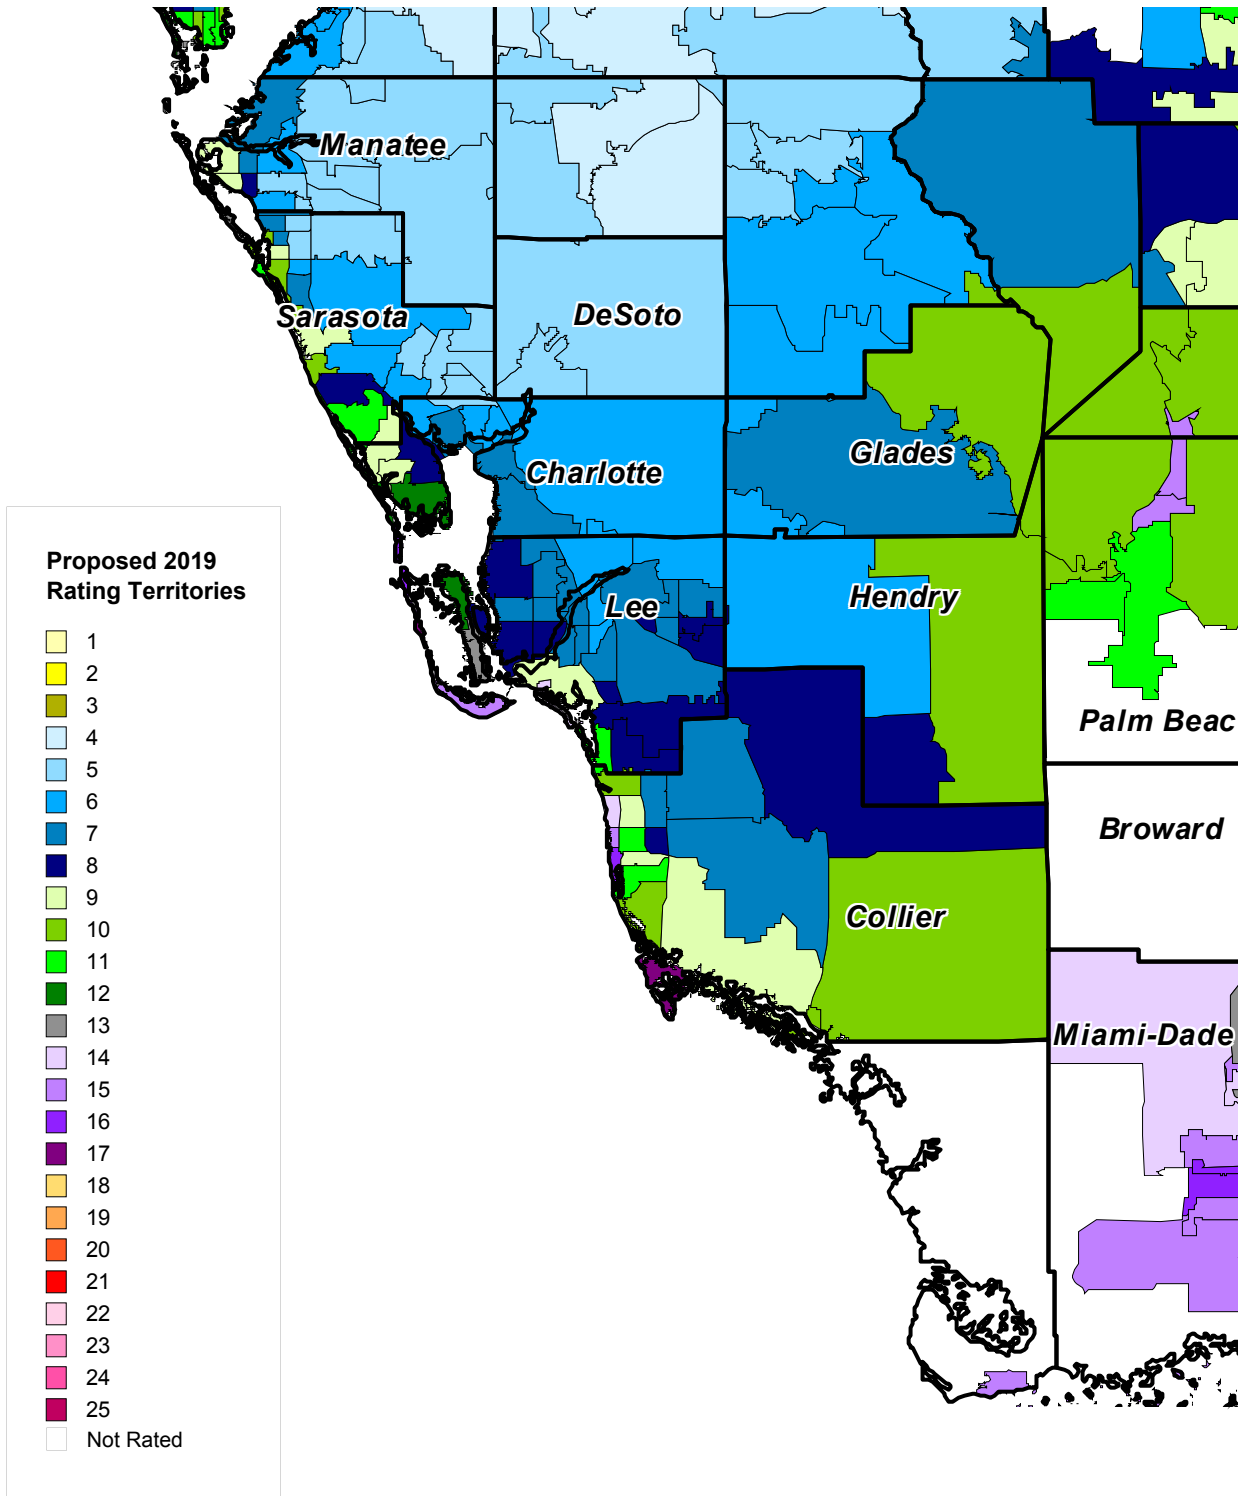 Manatee
Sarasota
DeSoto
Charlotte
Glades
Lee
Hendry
Palm Beac
Broward
Collier
Miami-Dade
Proposed 2019
Rating Territories
1
2
3
4
5
6
7
8
9
10
11
12
13
14
15
16
17
18
19
20
21
22
23
24
25
Not Rated